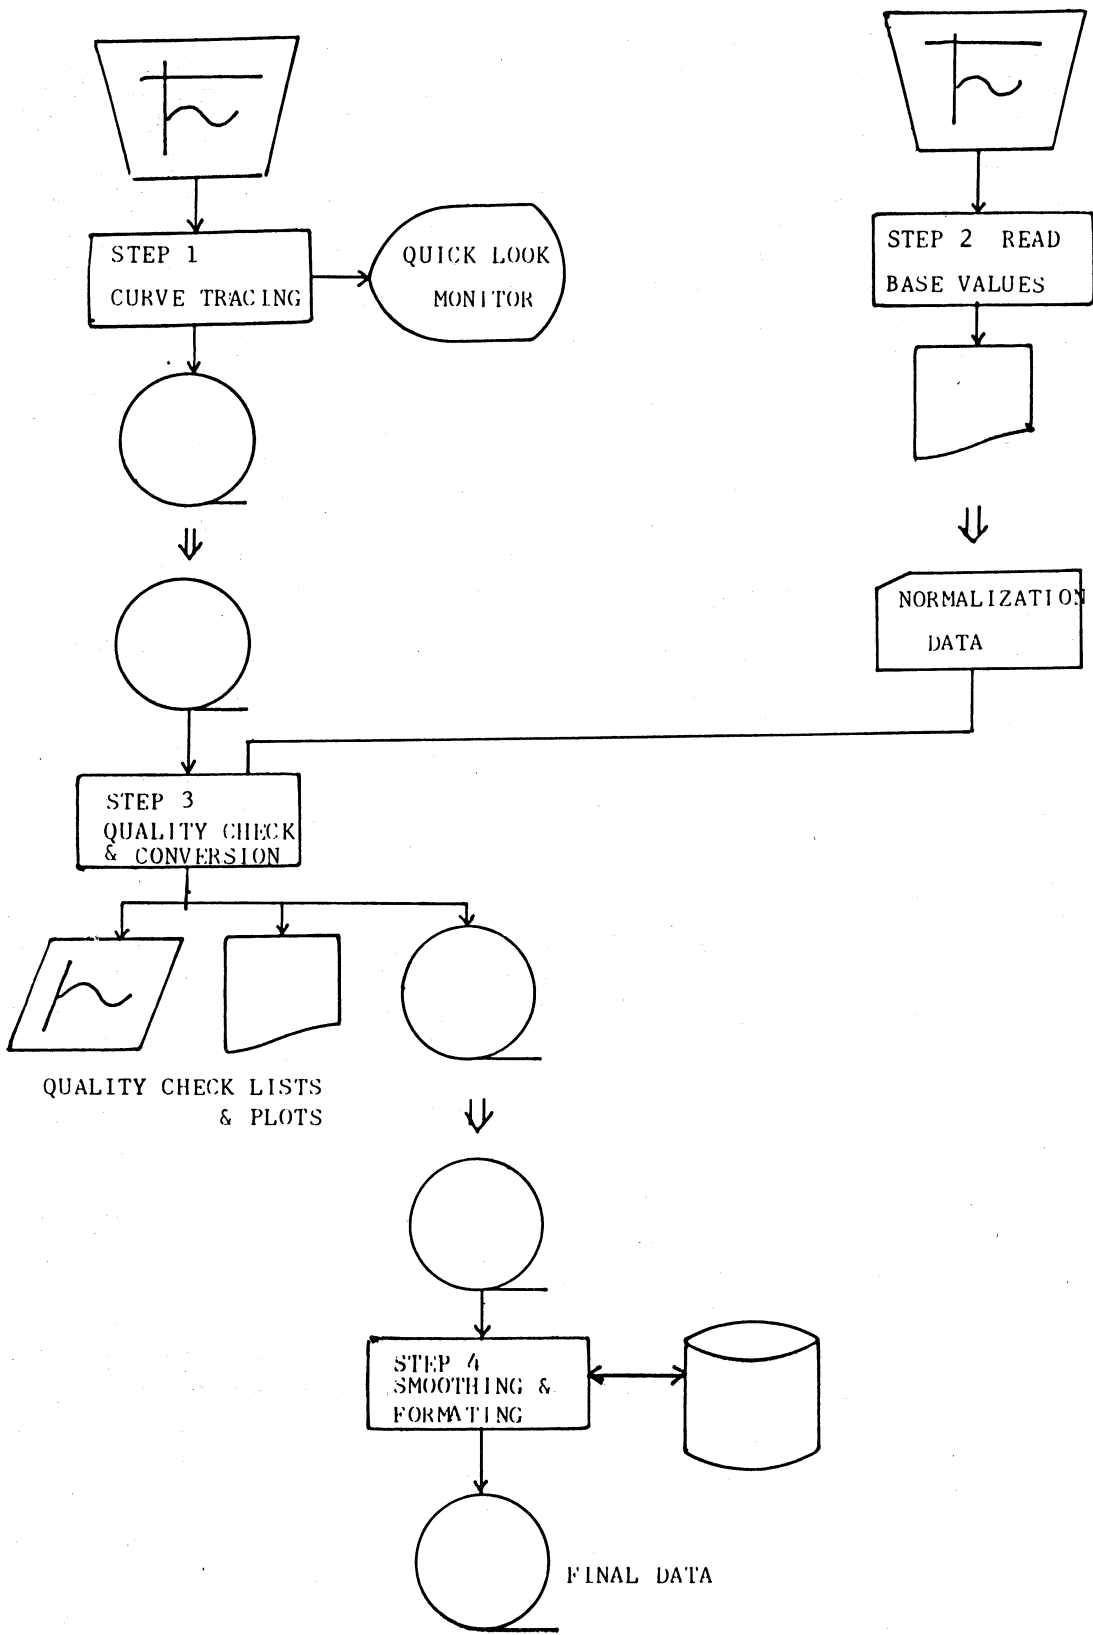 STEP 1
CURVE TRACING
QUICK LOOK
MONITOR
STEP 2 READ
BASE VALUES
NORMALIZATION
DATA
STEP 3
QUALITY CHECK
& CONVERSION
QUALITY CHECK LISTS
& PLOTS
STEP 4
SMOOTHING &
FORMATING
FINAL DATA